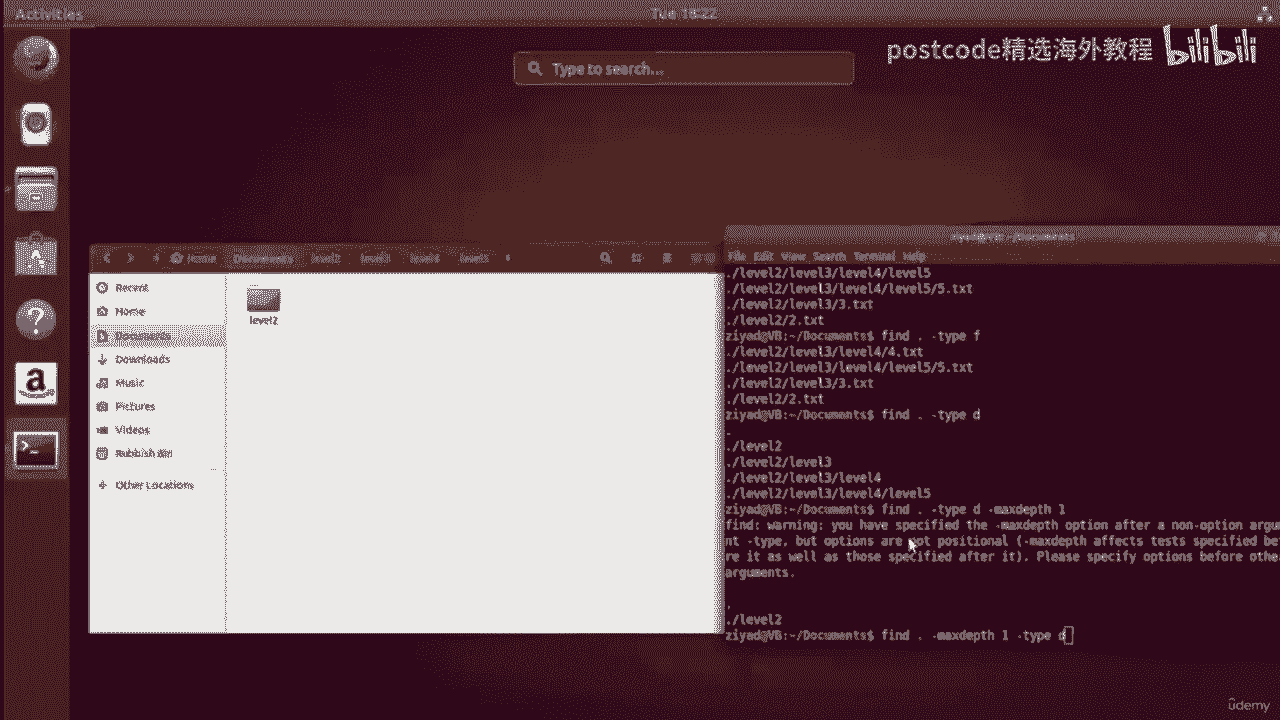 Activities
Tue 18:22
postcode精选海外教程 bilibili
Type to search...
Home Documents level2 level3 level4 level5
Recent
Home
Documents
Downloads
Music
Pictures
Videos
Rubbish Bin
Other Locations
level2
ziyad@VB: ~/Documents
File Edit View Search Terminal Help
./level2/level3/level4/level5
./level2/level3/level4/level5/5.txt
./level2/level3/3.txt
./level2/2.txt
ziyad@VB:~/Documents$ find . -type f
./level2/level3/level4/4.txt
./level2/level3/level4/level5/5.txt
./level2/level3/3.txt
./level2/2.txt
ziyad@VB:~/Documents$ find . -type d
.
./level2
./level2/level3
./level2/level3/level4
./level2/level3/level4/level5
ziyad@VB:~/Documents$ find . -type d -maxdepth 1
find: warning: you have specified the -maxdepth option after a non-option argu
nt -type, but options are not positional (-maxdepth affects tests specified be
re it as well as those specified after it). Please specify options before othe
arguments.
.
./level2
ziyad@VB:~/Documents$ find . -maxdepth 1 -type d
ûdemy